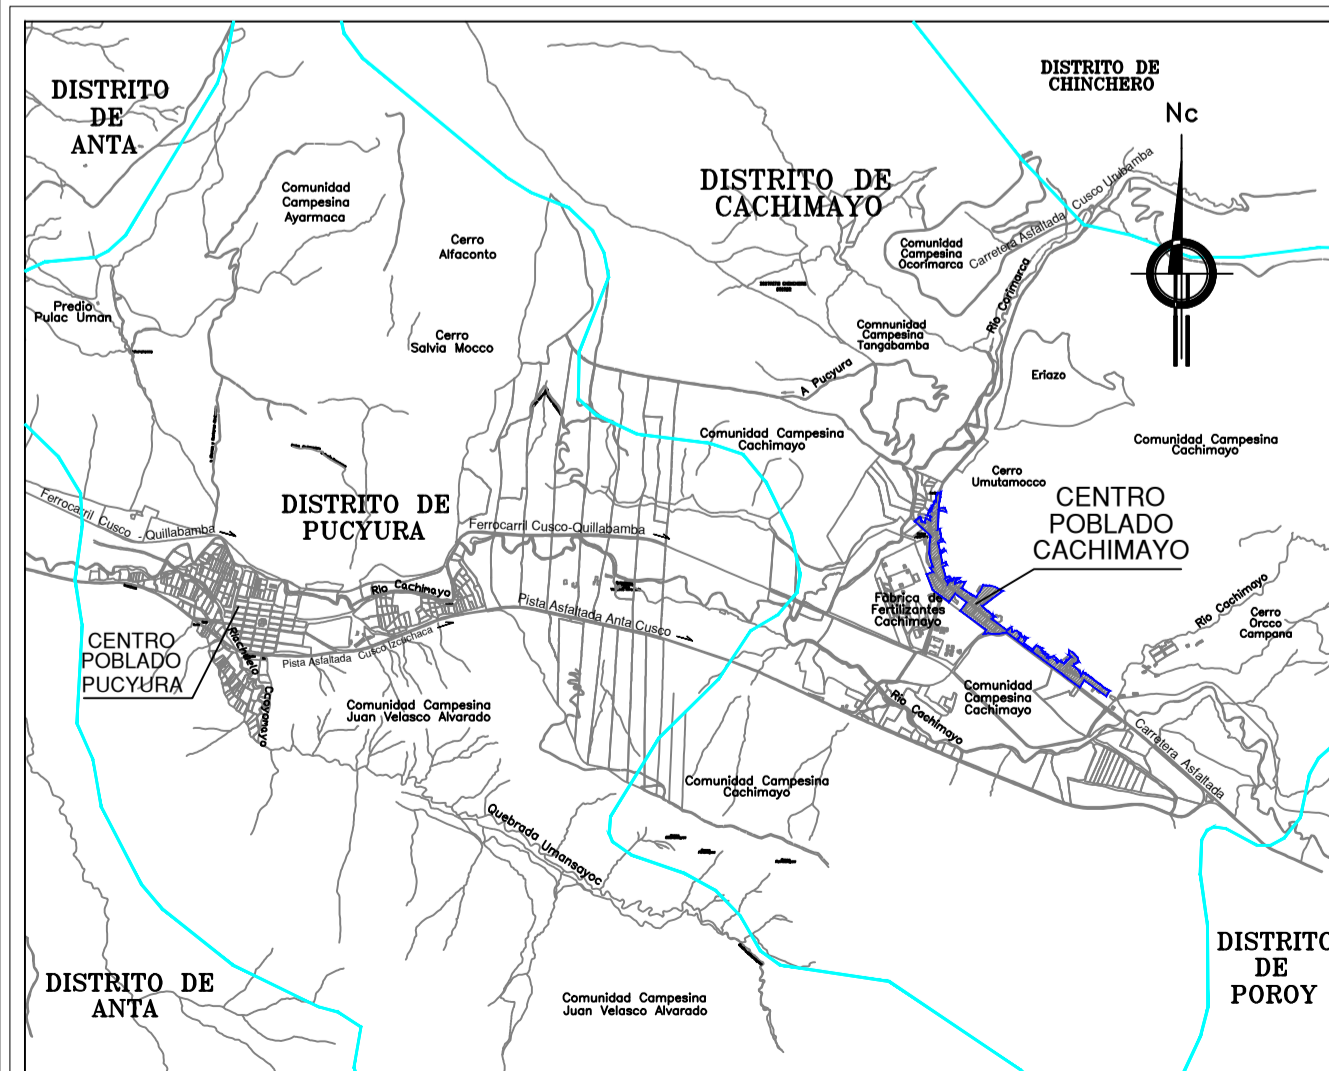 DISTRITO DE
CHINCHERO
Nc
DISTRITO
DE
ANTA
Comunidad
Campesina
Ayarmaca
DISTRITO DE
CACHIMAYO
Carretera Asfaltada Cusco Urubamba
Cerro
Alfaconto
Comunidad
Campesina
Ocorimarca
Rio Corimarca
Predio
Pulac Uman
Cerro
Salvia Mocco
Comnunidad
Campesina
Tangabamba
A Pucyura
Eriazo
Comunidad Campesina
Cachimayo
Comunidad Campesina
Cachimayo
Cerro
Umutamocco
CENTRO
POBLADO
CACHIMAYO
Ferrocarril Cusco - Quillabamba
DISTRITO DE
PUCYURA
Ferrocarril Cusco-Quillabamba
Rio Cachimayo
Pista Asfaltada Anta Cusco
Fabrica de
Fertilizantes
Cachimayo
Rio Cachimayo
Cerro
Orcco
Campana
CENTRO
POBLADO
PUCYURA
Riachuelo
Ccoyamayo
Pista Asfaltada Cusco Izcuchaca
Comunidad Campesina
Juan Velasco Alvarado
Comunidad
Campesina
Cachimayo
Rio Cachimayo
Carretera Asfaltada
Comunidad Campesina
Cachimayo
Quebrada Umansayoc
DISTRITO DE
ANTA
Comunidad Campesina
Juan Velasco Alvarado
DISTRITO
DE
POROY